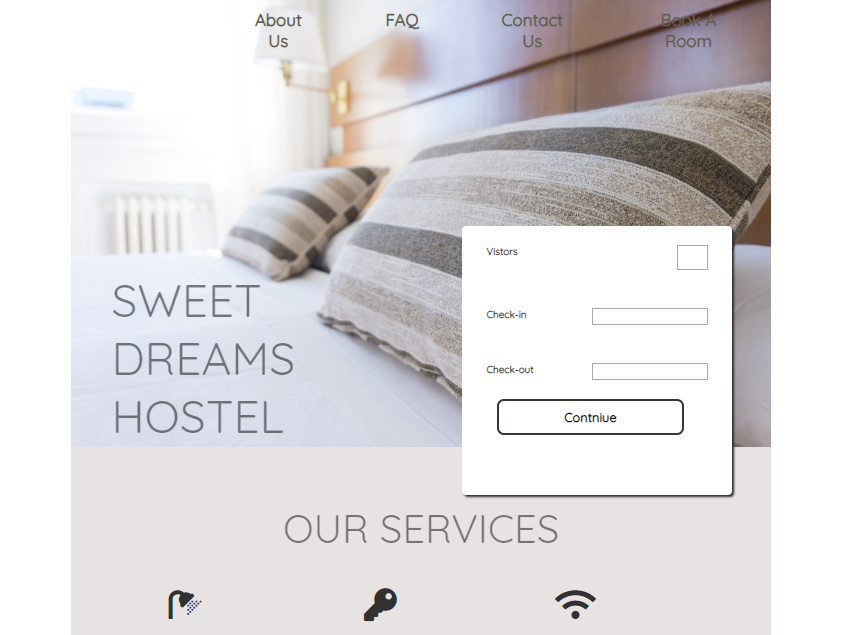 About Us
FAQ
Contact Us
Book A Room
Vistors
Check-in
Check-out
Contniue
SWEET
DREAMS
HOSTEL
OUR SERVICES